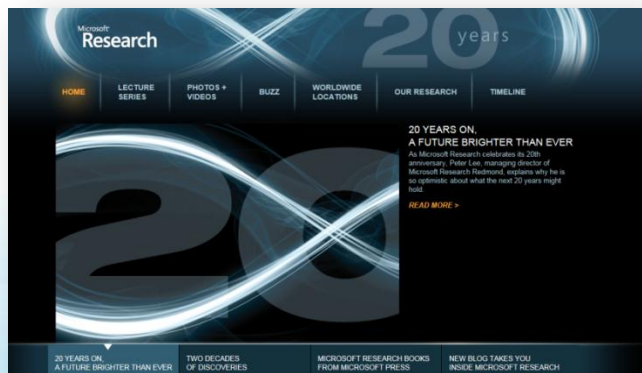 Microsoft
Research
20
years
HOME
LECTURE
SERIES
PHOTOS +
VIDEOS
BUZZ
WORLDWIDE
LOCATIONS
OUR RESEARCH
TIMELINE
20
20 YEARS ON,
A FUTURE BRIGHTER THAN EVER
As Microsoft Research celebrates its 20th
anniversary, Peter Lee, managing director of
Microsoft Research Redmond, explains why he is
so optimistic about what the next 20 years might
hold.
READ MORE >
20 YEARS ON,
A FUTURE BRIGHTER THAN EVER
TWO DECADES
OF DISCOVERIES
MICROSOFT RESEARCH BOOKS
FROM MICROSOFT PRESS
NEW BLOG TAKES YOU
INSIDE MICROSOFT RESEARCH